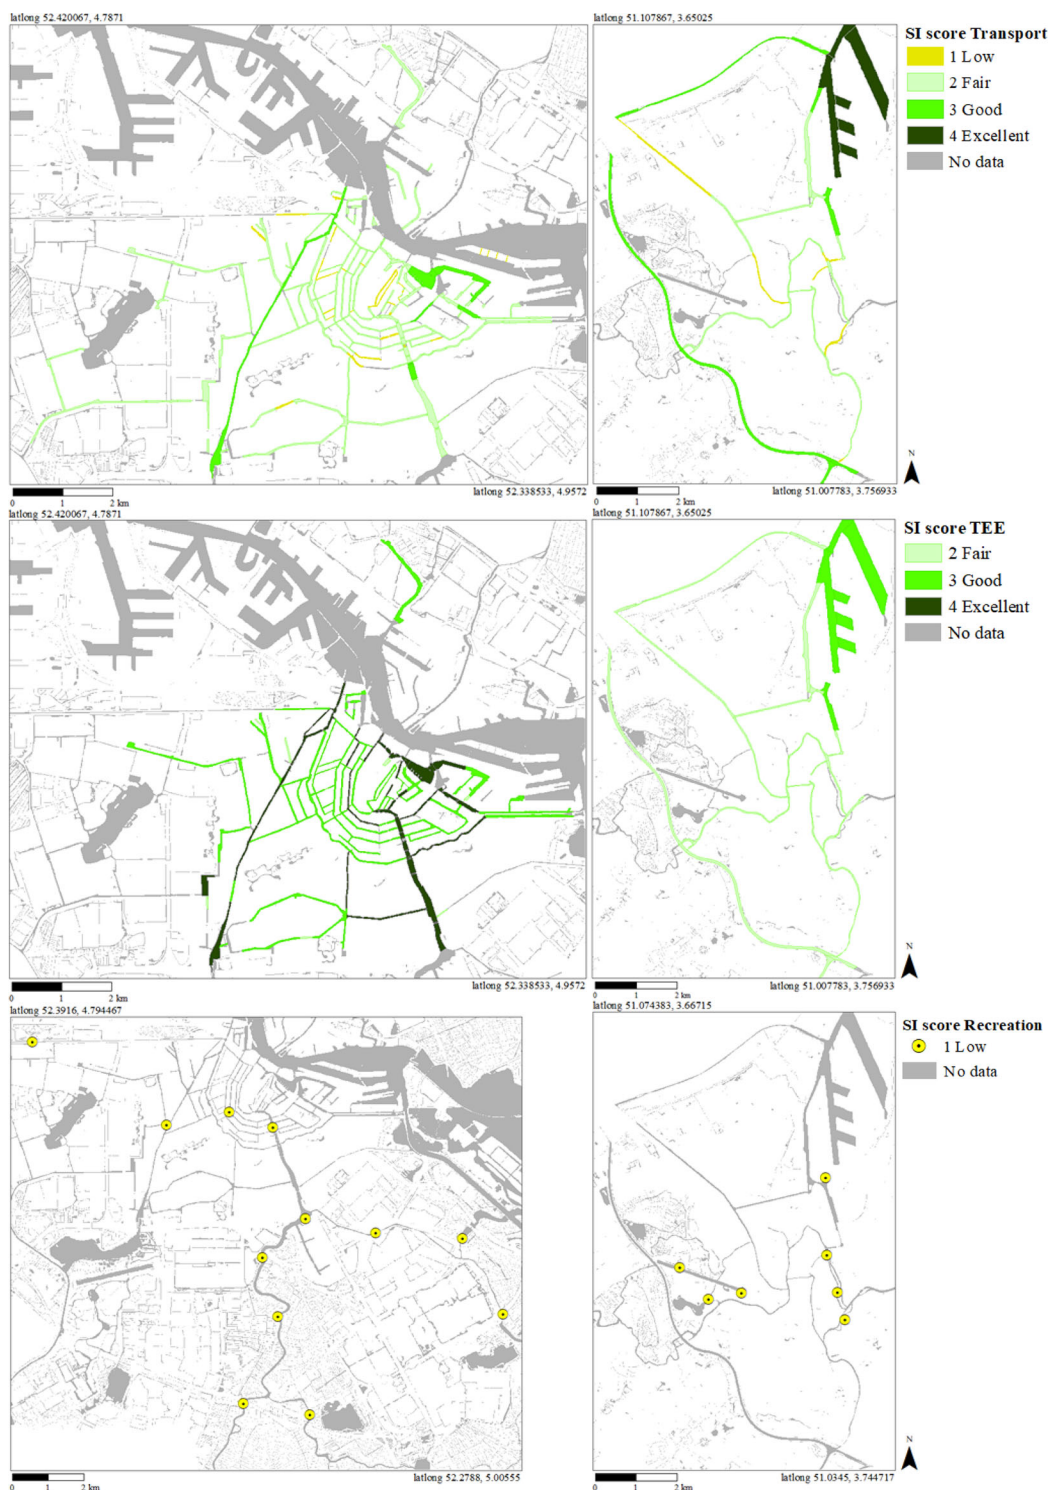 latlong 52.420067, 4.7871
latlong 51.107867, 3.65025
SI score Transport
1 Low
2 Fair
3 Good
4 Excellent
No data
N
latlong 52.338533, 4.9572
latlong 51.007783, 3.756933
0 1 2 km
0 1 2 km
latlong 52.420067, 4.7871
latlong 51.107867, 3.65025
SI score TEE
2 Fair
3 Good
4 Excellent
No data
N
latlong 52.338533, 4.9572
latlong 51.007783, 3.756933
0 1 2 km
0 1 2 km
latlong 52.3916, 4.794467
latlong 51.074383, 3.66715
SI score Recreation
1 Low
No data
N
latlong 52.2788, 5.00555
latlong 51.0345, 3.744717
0 1 2 km
0 1 2 km